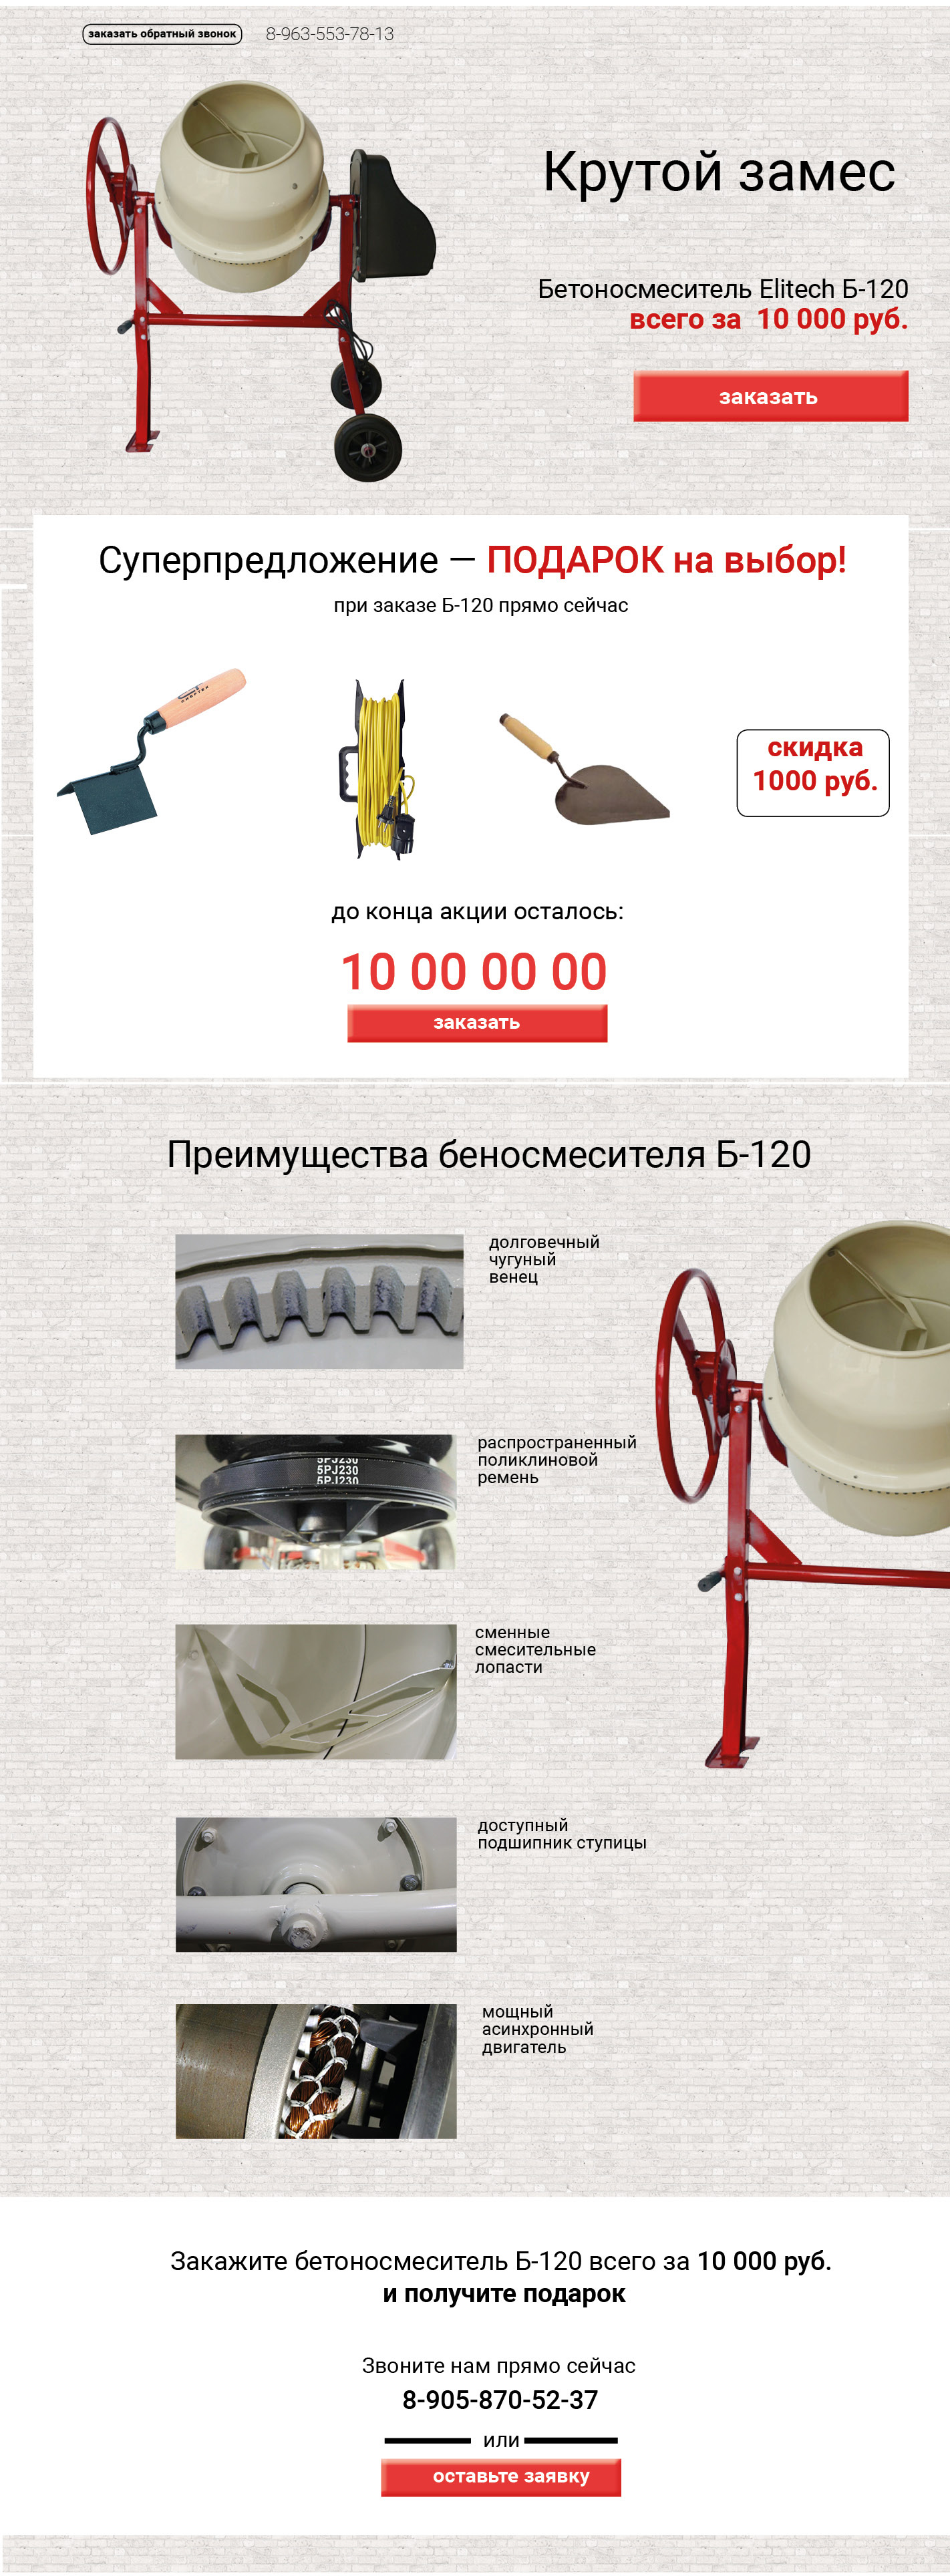 заказать обратный звонок 8-963-553-78-13
Крутой замес
Бетоносмеситель Elitech Б-120
всего за 10 000 руб.
заказать
Суперпредложение — ПОДАРОК на выбор!
при заказе Б-120 прямо сейчас
скидка
1000 руб.
до конца акции осталось:
10 00 00 00
заказать
Преимущества беносмесителя Б-120
долговечный
чугуный
венец
5PJ230
5PJ230
5PJ230
распространенный
поликлиновой
ремень
сменные
смесительные
лопасти
доступный
подшипник ступицы
мощный
асинхронный
двигатель
Закажите бетоносмеситель Б-120 всего за 10 000 руб.
и получите подарок
Звоните нам прямо сейчас
8-905-870-52-37
или
оставьте заявку